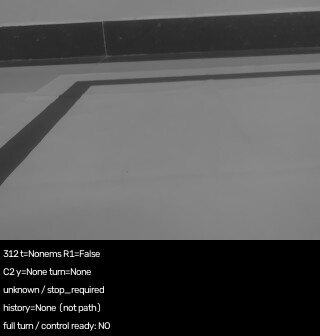 312 t=Nonems R1=False
C2 y=None turn=None
unknown / stop_required
history=None (not path)
full turn / control ready: NO